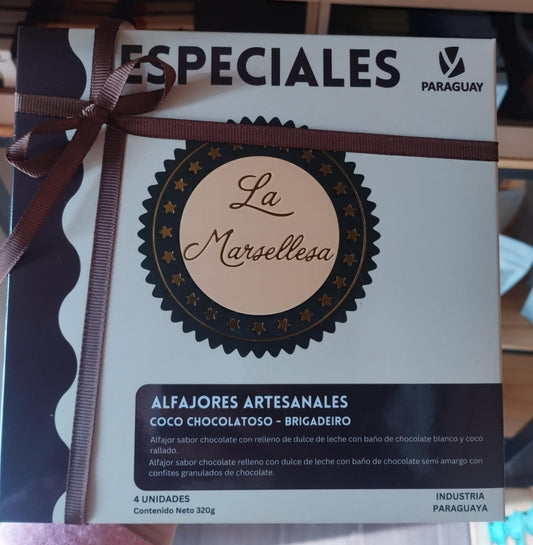 ESPECIALES
PARAGUAY
La
Marsellesa
ALFAJORES ARTESANALES
COCO CHOCOLATOSO - BRIGADEIRO
Alfajor sabor chocolate con relleno de dulce de leche con baño de chocolate blanco y coco
rallado.
Alfajor sabor chocolate relleno con dulce de leche con baño de chocolate semi amargo con
confites granulados de chocolate.
4 UNIDADES
Contenido Neto 320g
INDUSTRIA
PARAGUAYA